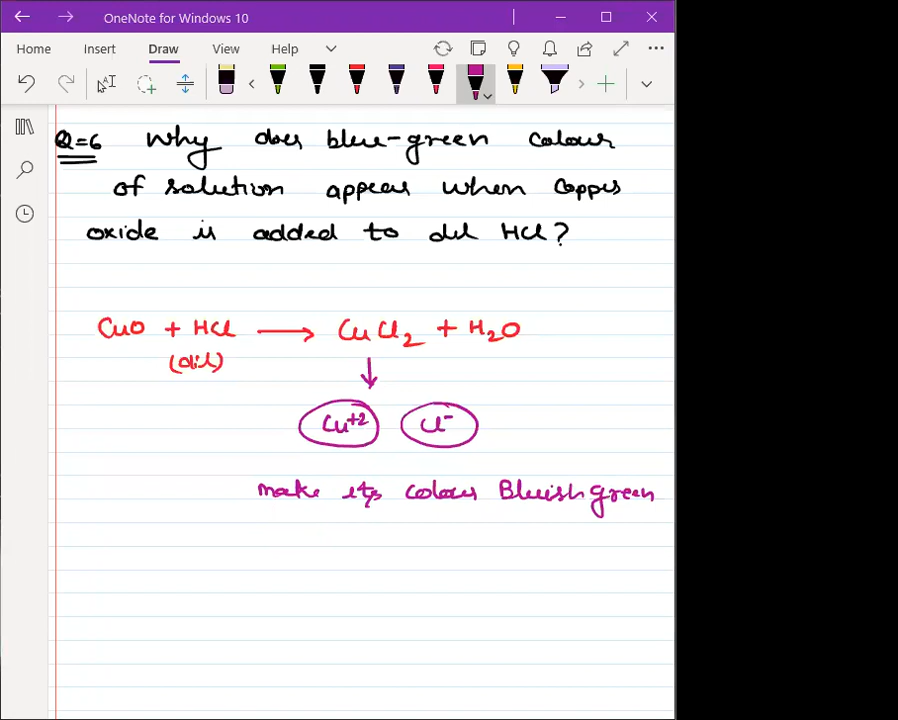 OneNote for Windows 10
Home Insert Draw View Help
Q=6 Why does blue-green colour
of solution appears when copper
oxide is added to dil HCl?
CuO + HCl → CuCl2 + H2O
(dil)
Cu+2 Cl-
make its colour Bluish green